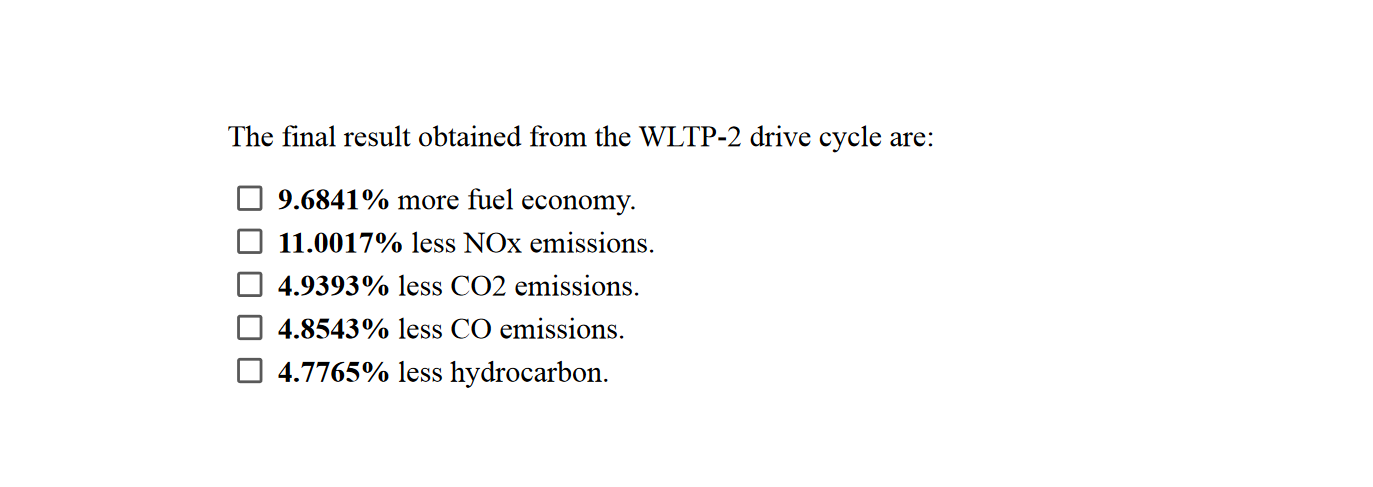 The final result obtained from the WLTP-2 drive cycle are:
☐ 9.6841% more fuel economy.
☐ 11.0017% less NOx emissions.
☐ 4.9393% less CO2 emissions.
☐ 4.8543% less CO emissions.
☐ 4.7765% less hydrocarbon.